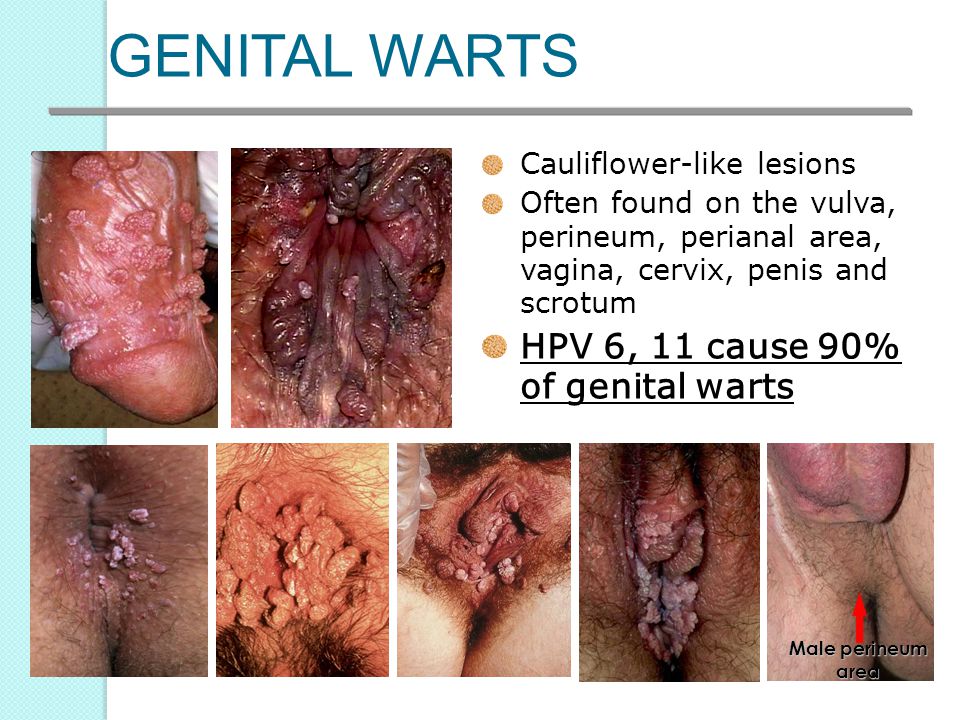 GENITAL WARTS
Cauliflower-like lesions
Often found on the vulva,
perineum, perianal area,
vagina, cervix, penis and
scrotum
HPV 6, 11 cause 90%
of genital warts
Male perineum
area